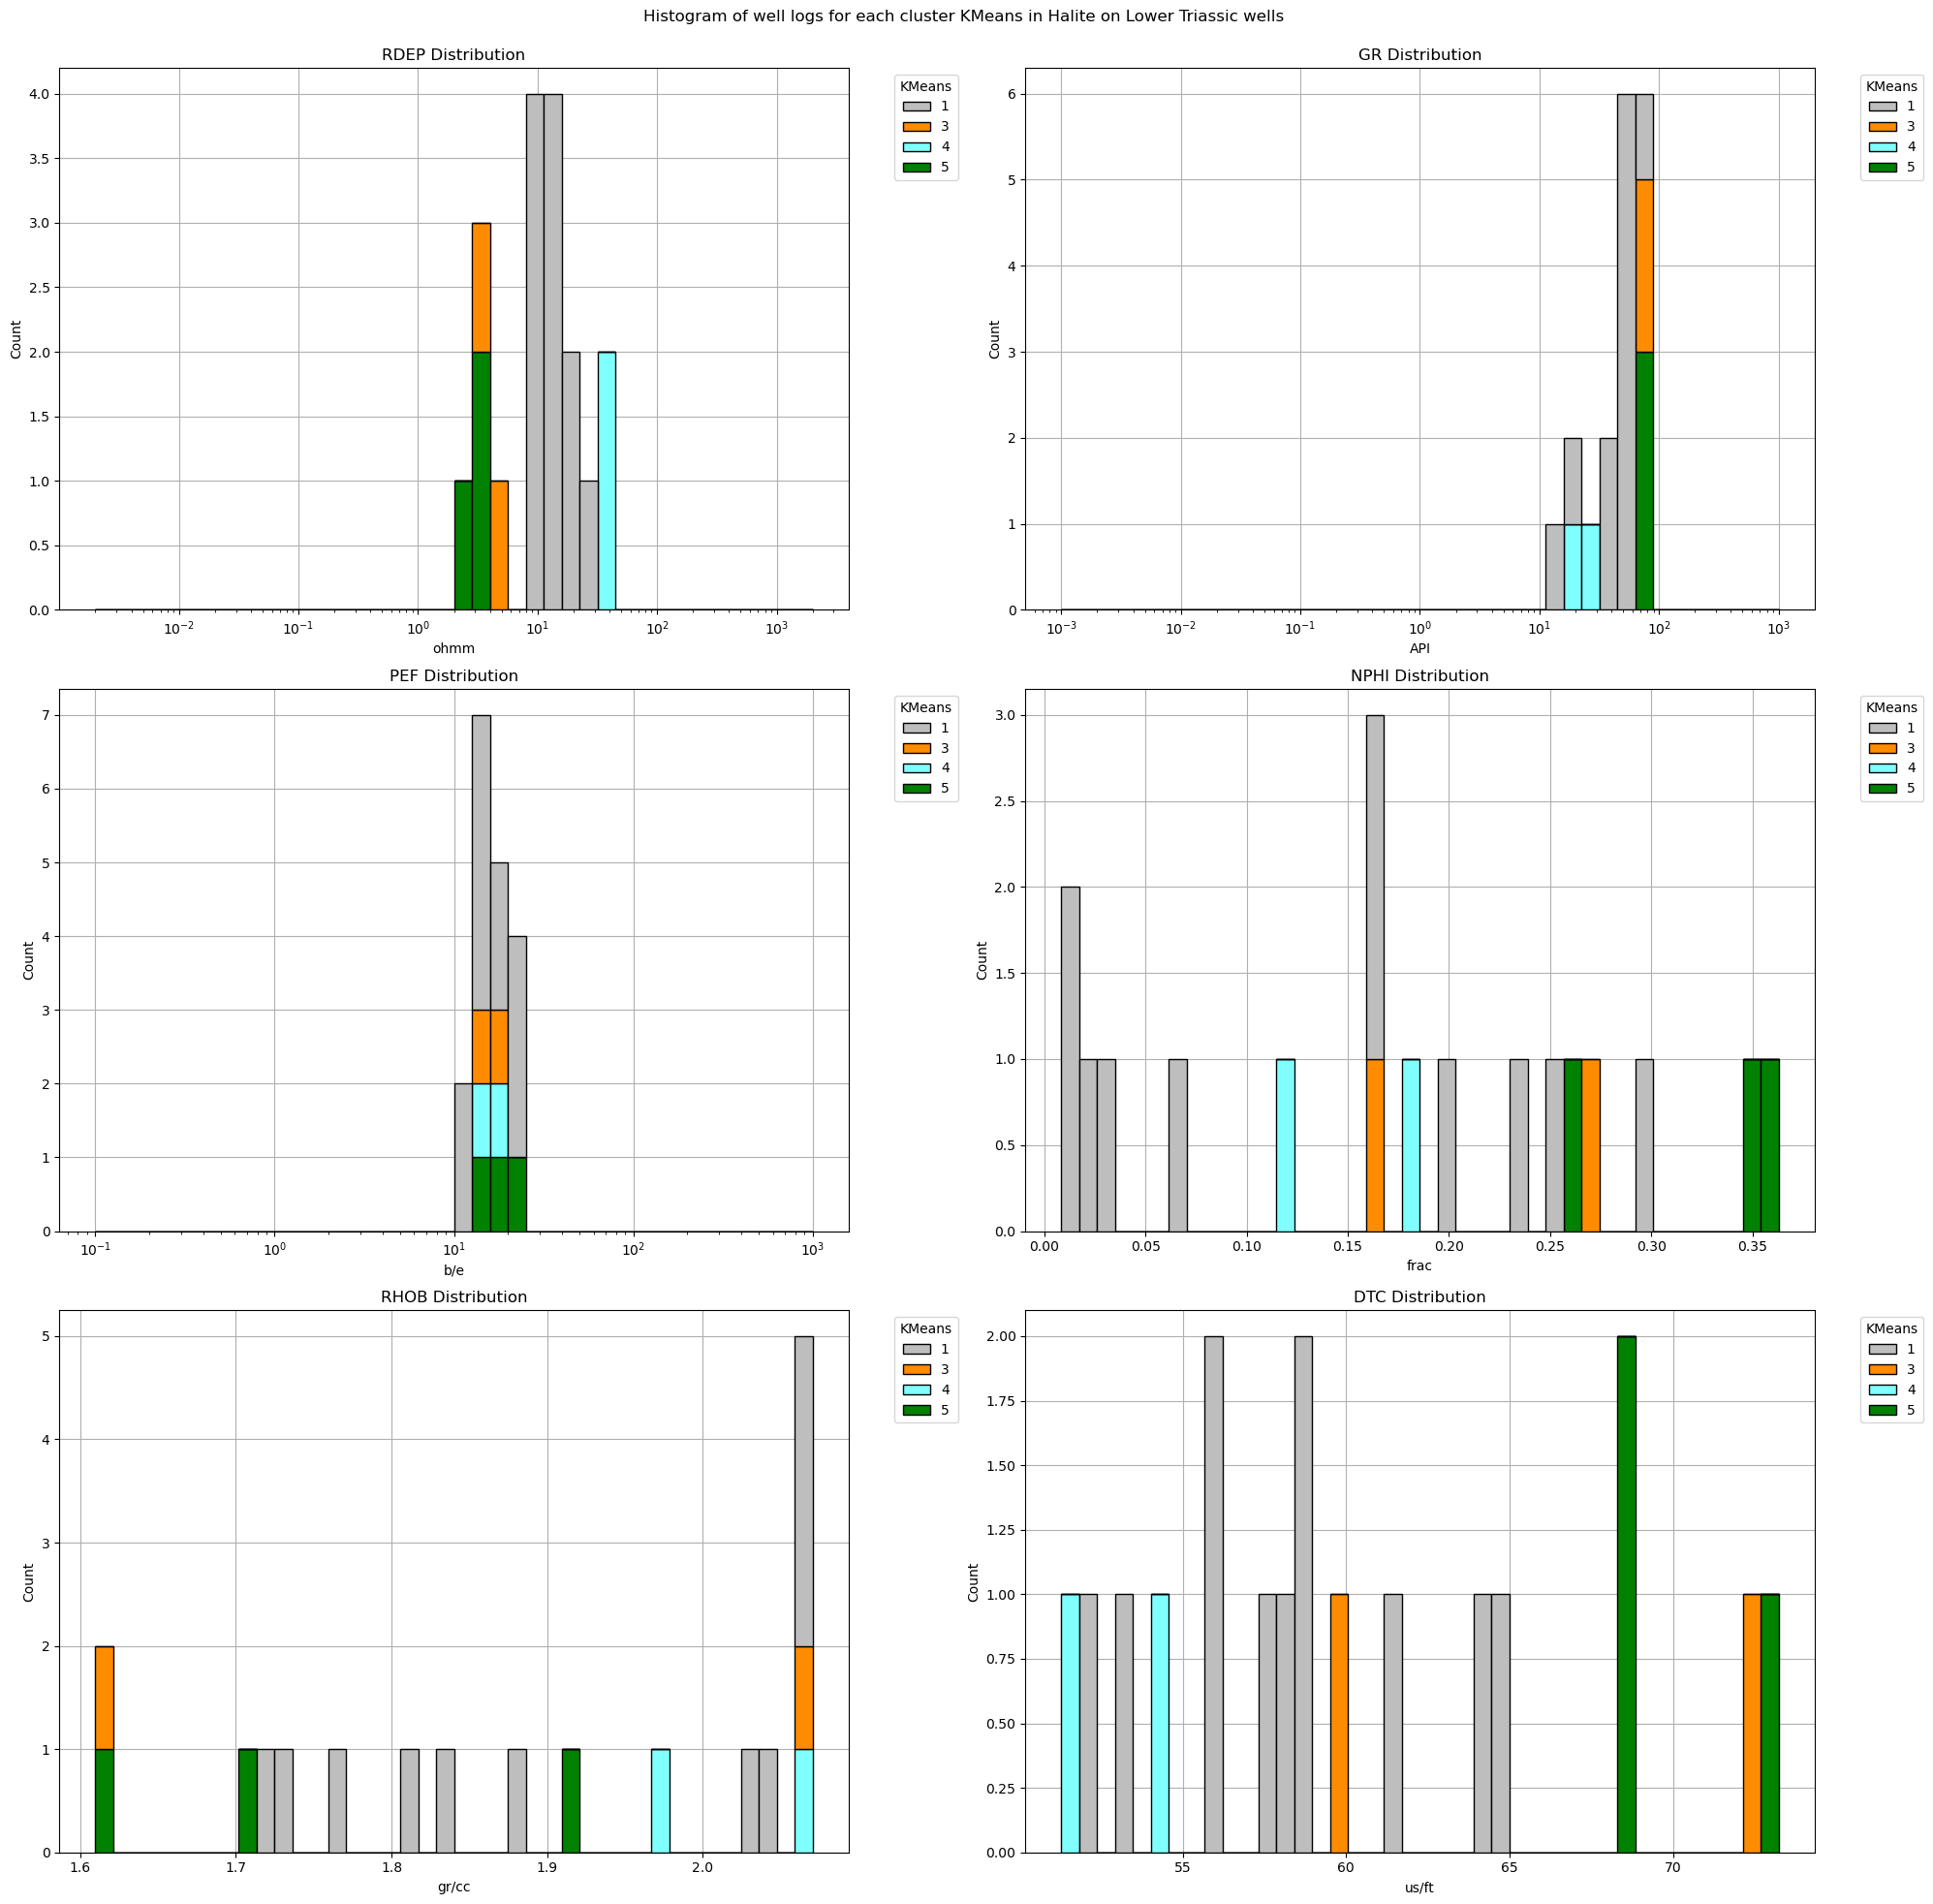 Histogram of well logs for each cluster KMeans in Halite on Lower Triassic wells
RDEP Distribution
Count
4.0
3.5
3.0
2.5
2.0
1.5
1.0
0.5
0.0
10⁻² 10⁻¹ 10⁰ 10¹ 10² 10³
ohmm
KMeans
1
3
4
5
GR Distribution
Count
6
5
4
3
2
1
0
10⁻³ 10⁻² 10⁻¹ 10⁰ 10¹ 10² 10³
API
KMeans
1
3
4
5
PEF Distribution
Count
7
6
5
4
3
2
1
0
10⁻¹ 10⁰ 10¹ 10² 10³
b/e
KMeans
1
3
4
5
NPHI Distribution
Count
3.0
2.5
2.0
1.5
1.0
0.5
0.0
0.00 0.05 0.10 0.15 0.20 0.25 0.30 0.35
frac
KMeans
1
3
4
5
RHOB Distribution
Count
5
4
3
2
1
0
1.6 1.7 1.8 1.9 2.0
gr/cc
KMeans
1
3
4
5
DTC Distribution
Count
2.00
1.75
1.50
1.25
1.00
0.75
0.50
0.25
0.00
55 60 65 70
us/ft
KMeans
1
3
4
5